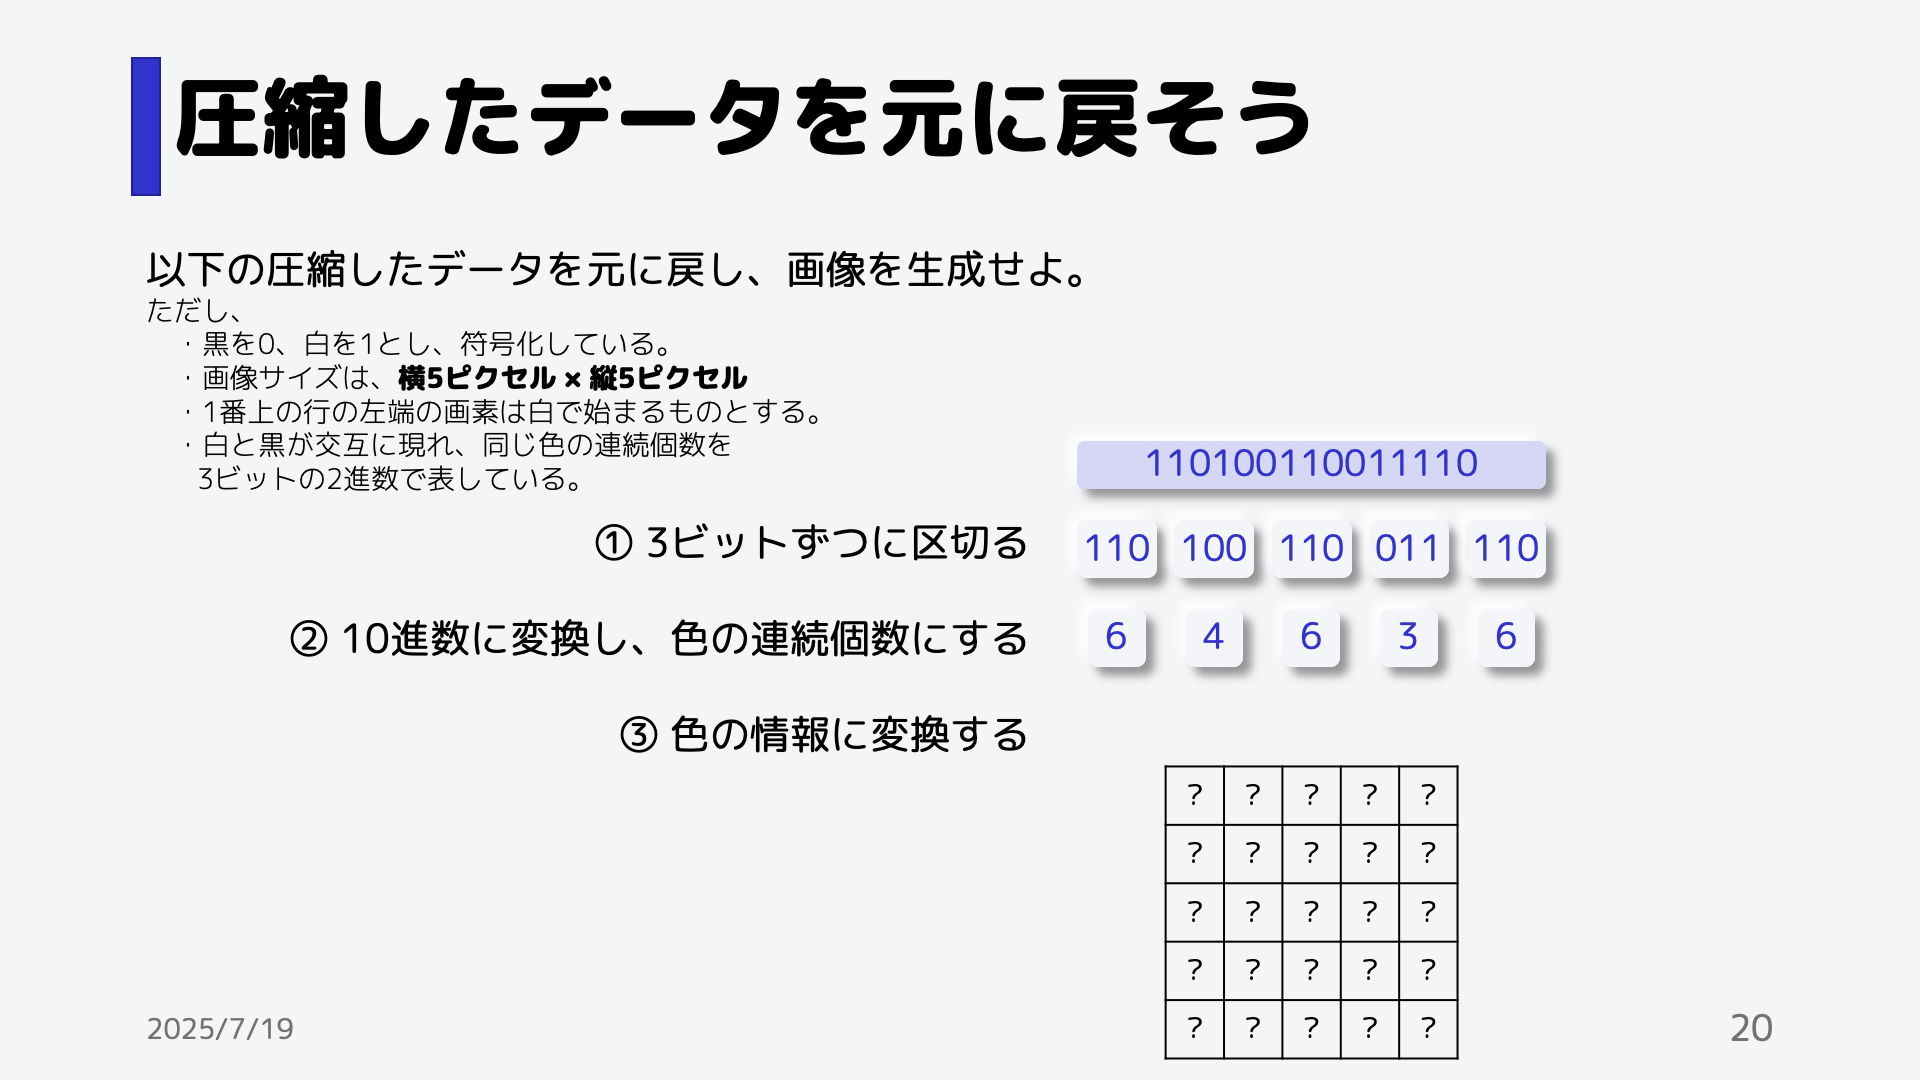 圧縮したデータを元に戻そう
以下の圧縮したデータを元に戻し、画像を生成せよ。
ただし、
・黒を0、白を1とし、符号化している。
・画像サイズは、横5ピクセル × 縦5ピクセル
・1番上の行の左端の画素は白で始まるものとする。
・白と黒が交互に現れ、同じ色の連続個数を
3ビットの2進数で表している。
110100110011110
① 3ビットずつに区切る
110 100 110 011 110
② 10進数に変換し、色の連続個数にする
6 4 6 3 6
③ 色の情報に変換する
? ? ? ? ?
? ? ? ? ?
? ? ? ? ?
? ? ? ? ?
? ? ? ? ?
2025/7/19
20